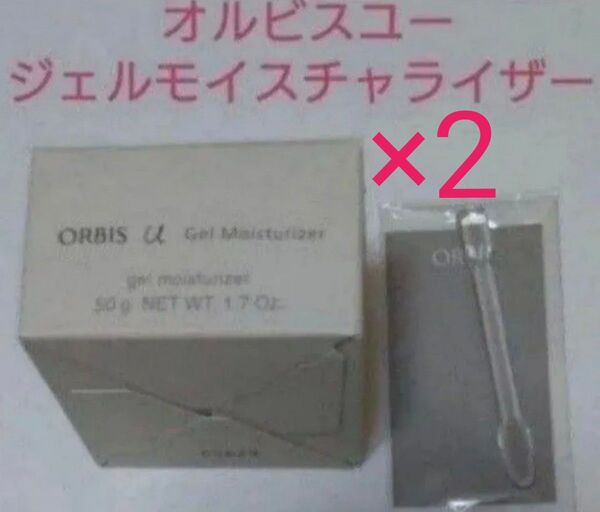 オルビスユー
ジェルモイスチャライザー
×2
ORBIS u Gel Moisturizer
gel moisturizer
50 g NET WT. 1.7 Oz.
ORBIS